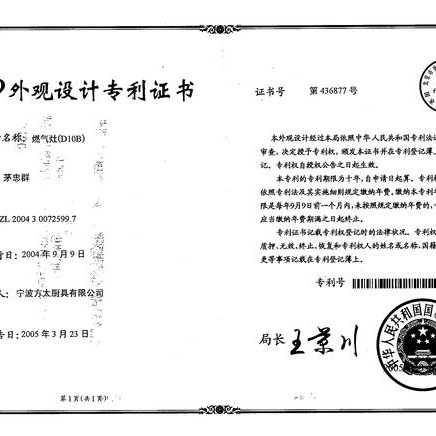 外观设计专利证书
名称：燃气灶(D10B)
茅忠群
ZL 2004 3 0072599.7
日：2004年9月9日
人：宁波方太厨具有限公司
告日：2005年3月23日
第1页(共1页)
证书号 第436877号
本外观设计经过本局依照中华人民共和国专利法
审查，决定授予专利权，颁发本证书并在专利登记簿
记。专利权自授权公告之日起生效。
本专利的专利权期限为十年，自申请日起算。专利
依照专利法及其实施细则规定缴纳年费。缴纳本专利年
限是每年9月9日前一个月内，未按照规定缴纳年费的，
应当缴纳年费期满之日起终止。
专利证书记载专利权登记时的法律状况。专利权
质押、无效、终止、恢复和专利权人的姓名或名称、国籍
更等事项记载在专利登记簿上。
专利号
局长 王景川
中华人民共和国国